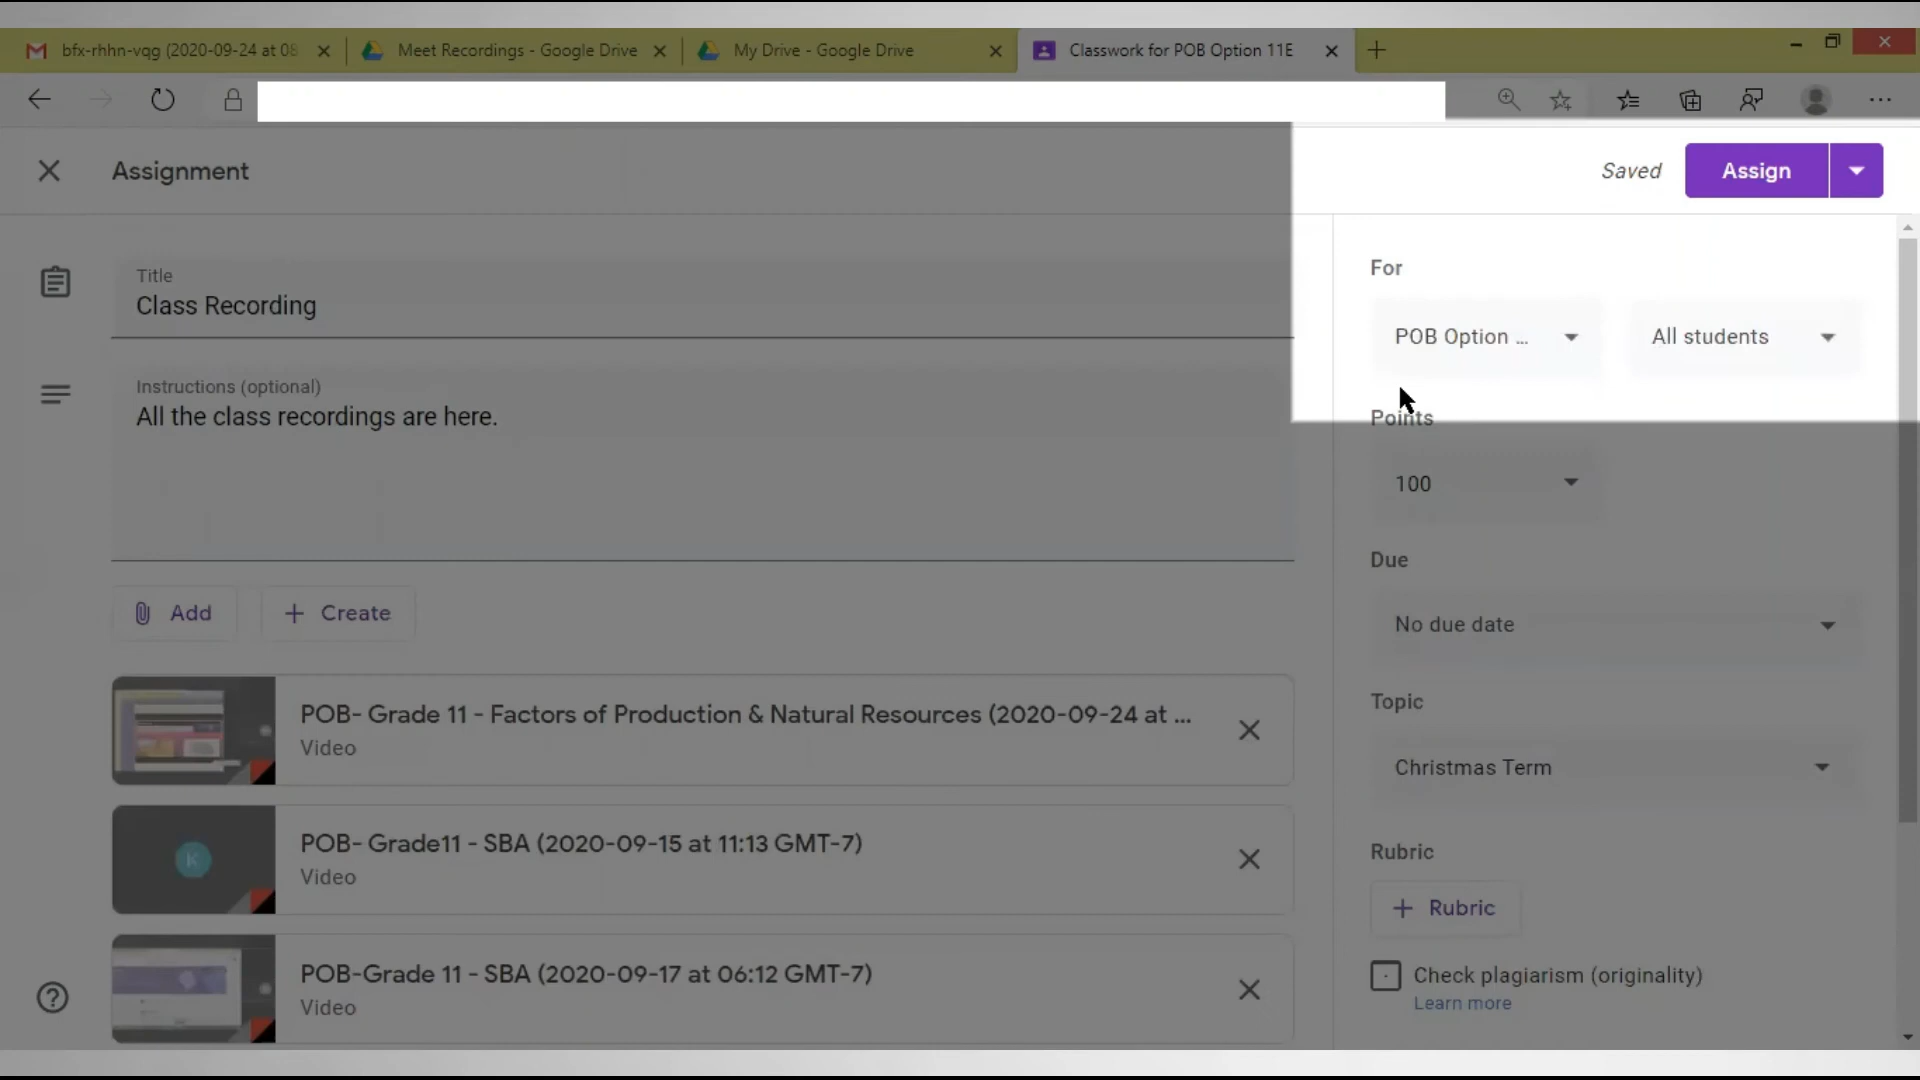 bfx-rhhn-vqg (2020-09-24 at 08
Meet Recordings - Google Drive
My Drive - Google Drive
Classwork for POB Option 11E
Assignment
Saved
Assign
Title
Class Recording
Instructions (optional)
All the class recordings are here.
Add
Create
POB- Grade 11 - Factors of Production & Natural Resources (2020-09-24 at ...
Video
POB- Grade11 - SBA (2020-09-15 at 11:13 GMT-7)
K
Video
POB-Grade 11 - SBA (2020-09-17 at 06:12 GMT-7)
Video
For
POB Option ...
All students
Points
100
Due
No due date
Topic
Christmas Term
Rubric
Rubric
Check plagiarism (originality)
Learn more